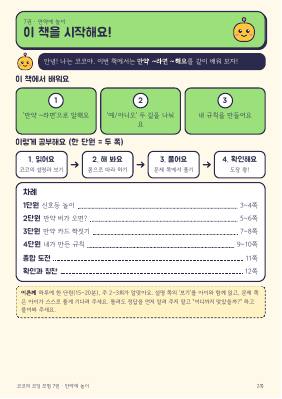 7권 · 만약에 놀이
이 책을 시작해요!
안녕! 나는 코코야. 이번 책에서는 만약 ~라면 ~해요를 같이 배워 보자!
이 책에서 배워요
1
2
3
'만약 ~라면'으로 말해요
'예/아니오' 두 길을 나눠요
내 규칙을 만들어요
이렇게 공부해요 (한 단원 = 두 쪽)
1. 읽어요
2. 해 봐요
3. 풀어요
4. 확인해요
코코의 설명과 보기
손으로 따라 하기
문제 쪽에서 풀기
도장 쾅!
차례
1단원 신호등 놀이 3~4쪽
2단원 만약 비가 오면? 5~6쪽
3단원 만약 카드 짝짓기 7~8쪽
4단원 내가 만든 규칙 9~10쪽
종합 도전 11쪽
확인과 칭찬 12쪽
어른께 하루에 한 단원(15~20분), 주 2~3회가 알맞아요. 설명 쪽의 '보기'를 아이와 함께 읽고, 문제 쪽
은 아이가 스스로 풀게 기다려 주세요. 틀려도 정답을 먼저 알려 주지 말고 "어디까지 맞았을까?" 하고
물어봐 주세요.
코코의 코딩 모험 7권 · 만약에 놀이
2쪽